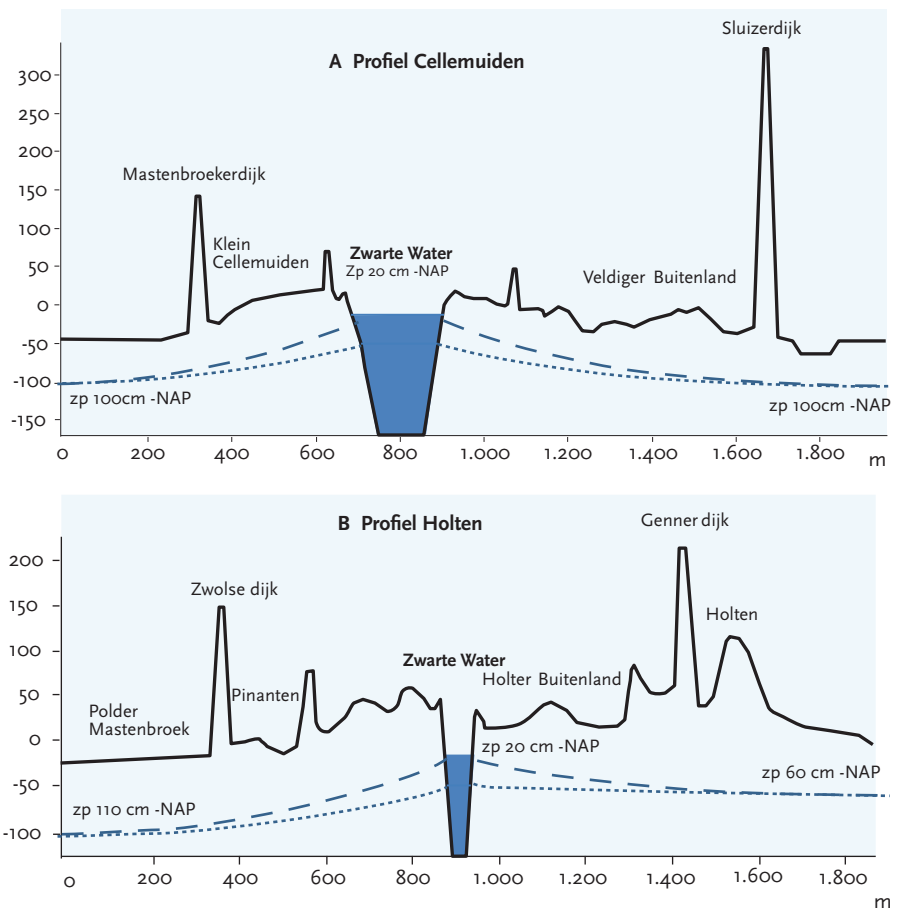 Sluizerdijk
A Profiel Cellemuiden
300
250
200
150
100
50
0
-50
-100
-150
Mastenbroekerdijk
Klein
Cellemuiden
Zwarte Water
Zp 20 cm -NAP
Veldiger Buitenland
zp 100cm -NAP
zp 100cm -NAP
0 200 400 600 800 1.000 1.200 1.400 1.600 1.800
m
B Profiel Holten
Genner dijk
200
150
100
50
0
-50
-100
Zwolse dijk
Holten
Zwarte Water
Pinanten
Holter Buitenland
Polder
Mastenbroek
zp 20 cm -NAP
zp 60 cm -NAP
zp 110 cm -NAP
0 200 400 600 800 1.000 1.200 1.400 1.600 1.800
m